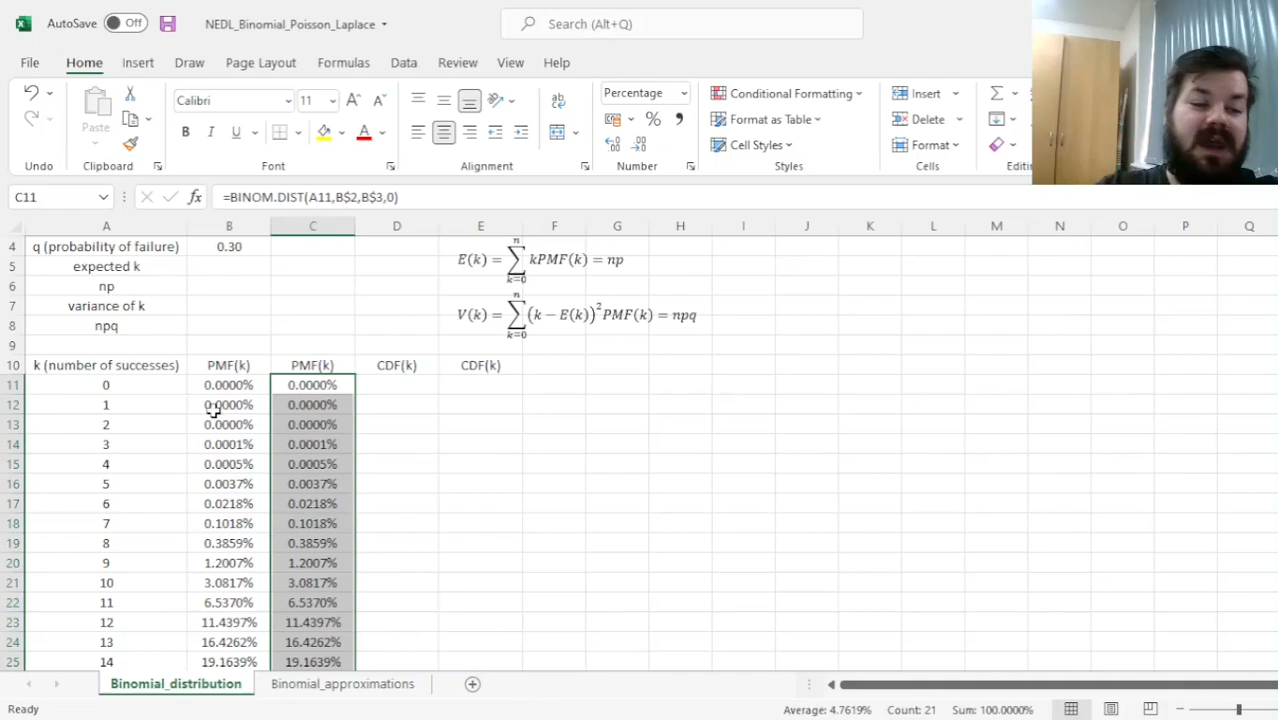 AutoSave Off NEDL_Binomial_Poisson_Laplace Search (Alt+Q)
File Home Insert Draw Page Layout Formulas Data Review View Help
Calibri 11 A^ A˅ ab Percentage Conditional Formatting Insert
Paste B I U A % , Format as Table Delete
Cell Styles Format
Undo Clipboard Font Alignment Number Styles Cells Editin
C11 fx =BINOM.DIST(A11,B$2,B$3,0)
A B C D E F G H I J K L M N O P Q
4 q (probability of failure) 0.30 E(k) = ∑_{k=0}^{n} kPMF(k) = np
5 expected k
6 np
7 variance of k V(k) = ∑_{k=0}^{n} (k − E(k))² PMF(k) = npq
8 npq
9
10 k (number of successes) PMF(k) PMF(k) CDF(k) CDF(k)
11 0 0.0000% 0.0000%
12 1 0.0000% 0.0000%
13 2 0.0000% 0.0000%
14 3 0.0001% 0.0001%
15 4 0.0005% 0.0005%
16 5 0.0037% 0.0037%
17 6 0.0218% 0.0218%
18 7 0.1018% 0.1018%
19 8 0.3859% 0.3859%
20 9 1.2007% 1.2007%
21 10 3.0817% 3.0817%
22 11 6.5370% 6.5370%
23 12 11.4397% 11.4397%
24 13 16.4262% 16.4262%
25 14 19.1639% 19.1639%
Binomial_distribution Binomial_approximations
Ready Average: 4.7619% Count: 21 Sum: 100.0000%